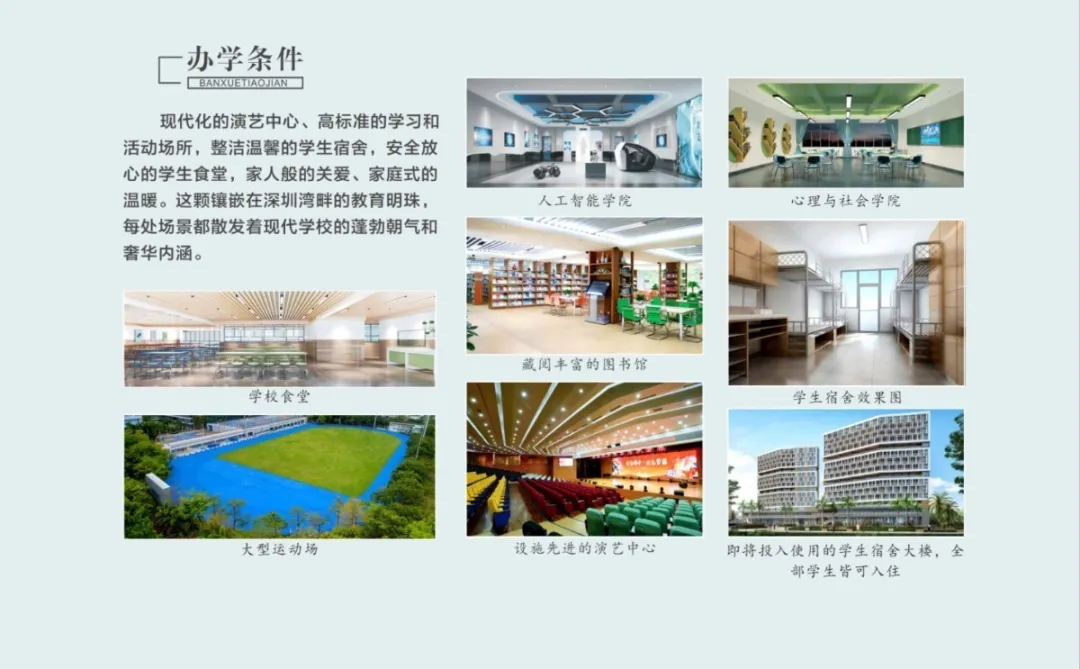 办学条件
BANXUETIAOJIAN
现代化的演艺中心、高标准的学习和
活动场所，整洁温馨的学生宿舍，安全放
心的学生食堂，家人般的关爱、家庭式的
温暖。这颗镶嵌在深圳湾畔的教育明珠，
每处场景都散发着现代学校的蓬勃朝气和
奢华内涵。
学校食堂
大型运动场
人工智能学院
藏阅丰富的图书馆
设施先进的演艺中心
心理与社会学院
学生宿舍效果图
即将投入使用的学生宿舍大楼，全
部学生皆可入住